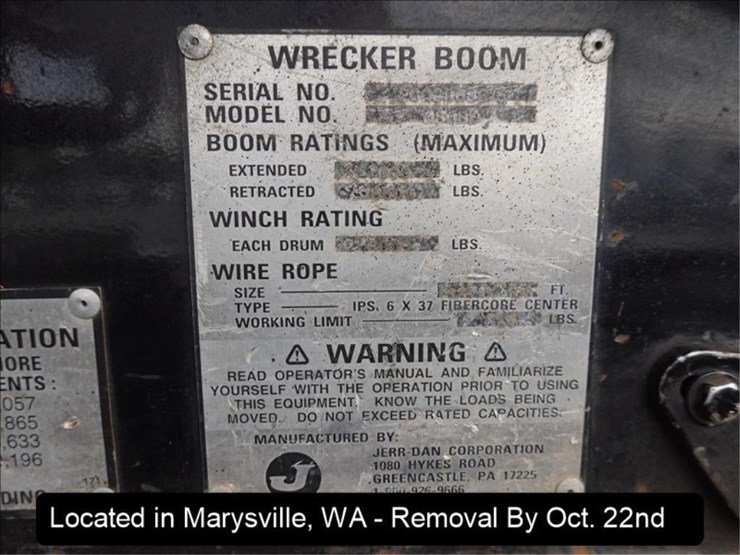 WRECKER BOOM
SERIAL NO.
MODEL NO.
BOOM RATINGS (MAXIMUM)
EXTENDED LBS.
RETRACTED LBS.
WINCH RATING
EACH DRUM LBS.
WIRE ROPE
SIZE FT.
TYPE IPS. 6 X 37 FIBERCORE CENTER
WORKING LIMIT LBS.
WARNING
READ OPERATOR'S MANUAL AND FAMILIARIZE
YOURSELF WITH THE OPERATION PRIOR TO USING
THIS EQUIPMENT. KNOW THE LOADS BEING
MOVED. DO NOT EXCEED RATED CAPACITIES.
MANUFACTURED BY:
JERR-DAN CORPORATION
1080 HYKES ROAD
GREENCASTLE, PA 17225
1-800-926-9666
ATION
ENTS:
057
865
633
196
Located in Marysville, WA - Removal By Oct. 22nd